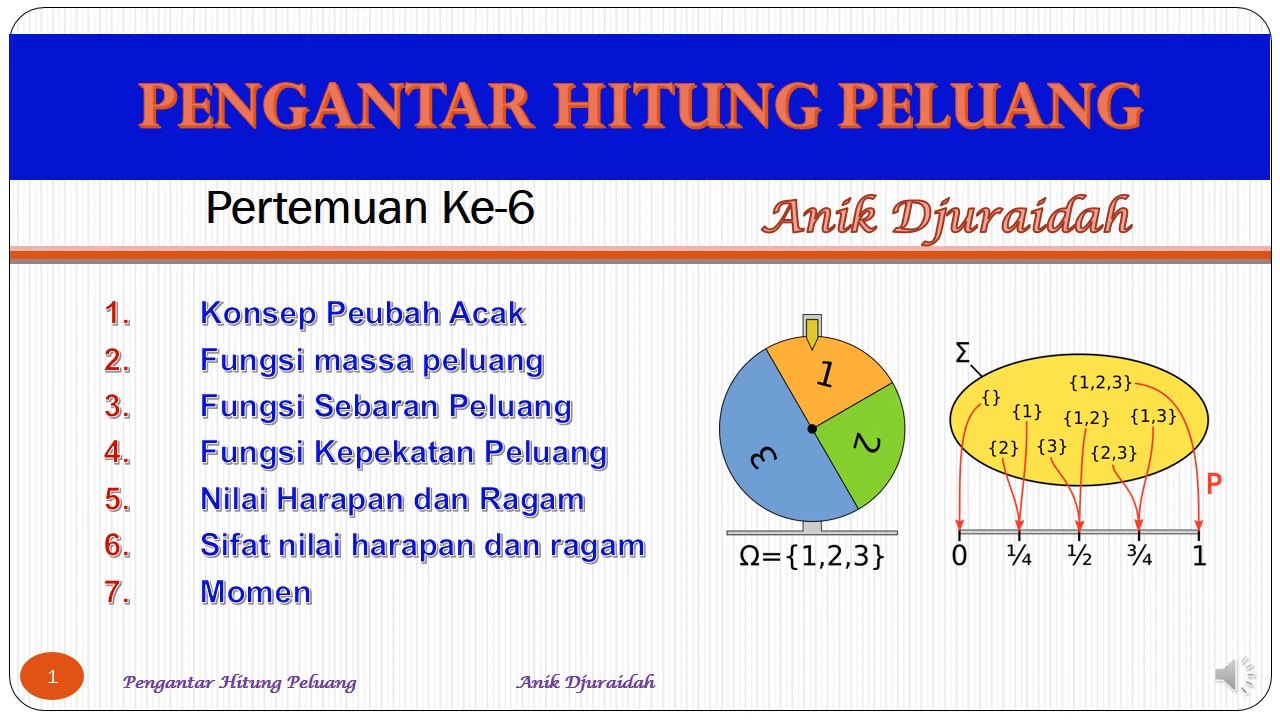 PENGANTAR HITUNG PELUANG
Pertemuan Ke-6
Anik Djuraidah
1. Konsep Peubah Acak
2. Fungsi massa peluang
3. Fungsi Sebaran Peluang
4. Fungsi Kepekatan Peluang
5. Nilai Harapan dan Ragam
6. Sifat nilai harapan dan ragam
7. Momen
1
2
3
Ω={1,2,3}
Σ
{}
{1}
{1,2,3}
{1,2}
{1,3}
{2}
{3}
{2,3}
P
0 ¼ ½ ¾ 1
1
Pengantar Hitung Peluang
Anik Djuraidah